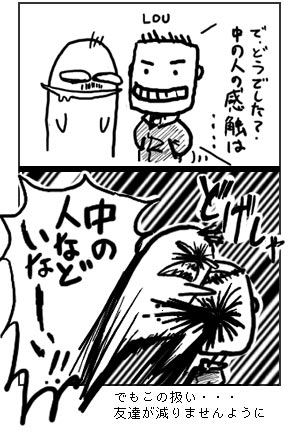 LOU
で・どうでした?・
中の人の感触は
・・・・・
どげしゃ
中の
人など
いな
ーい!!
でもこの扱い・・・
友達が減りませんように